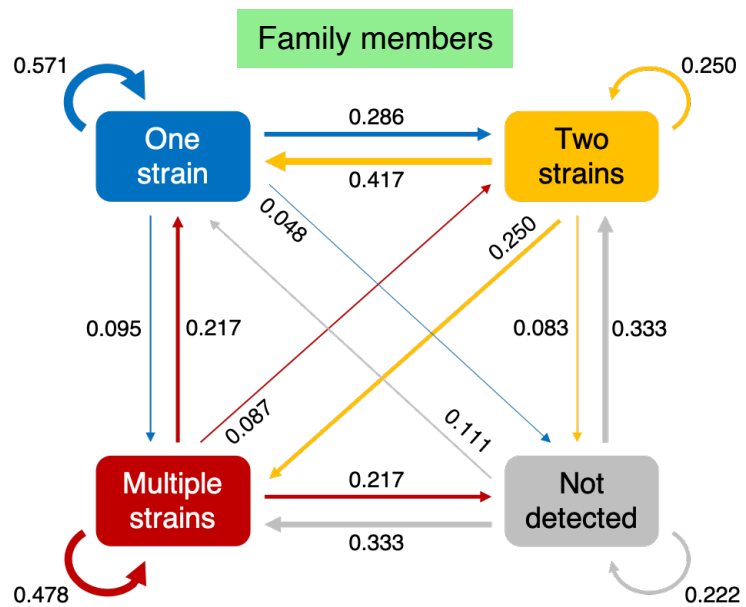 Family members
0.571
0.250
One
strain
0.286
Two
strains
0.417
0.048
0.250
0.095
0.217
0.083
0.333
0.087
0.111
Multiple
strains
0.217
Not
detected
0.333
0.478
0.222